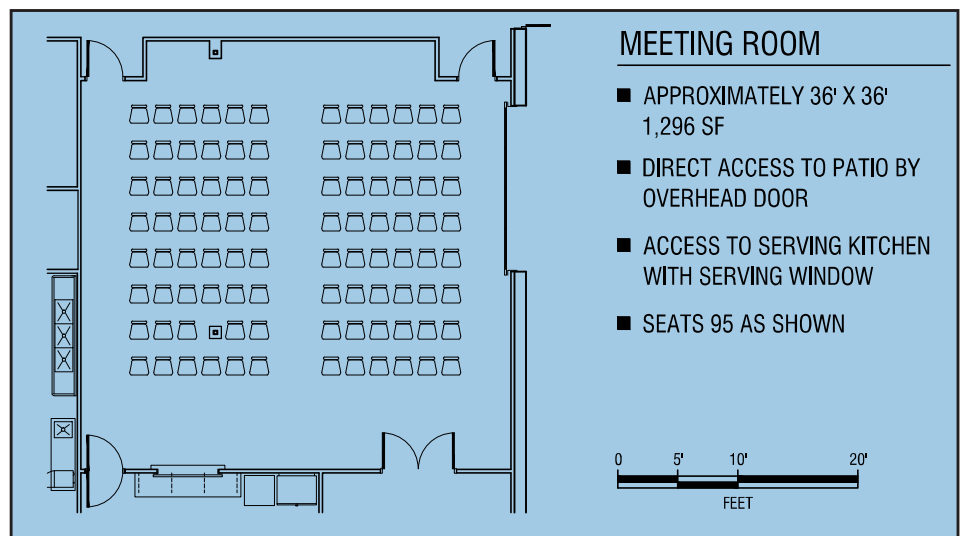 MEETING ROOM
■ APPROXIMATELY 36' X 36'
1,296 SF
■ DIRECT ACCESS TO PATIO BY
OVERHEAD DOOR
■ ACCESS TO SERVING KITCHEN
WITH SERVING WINDOW
■ SEATS 95 AS SHOWN
0 5' 10' 20'
FEET